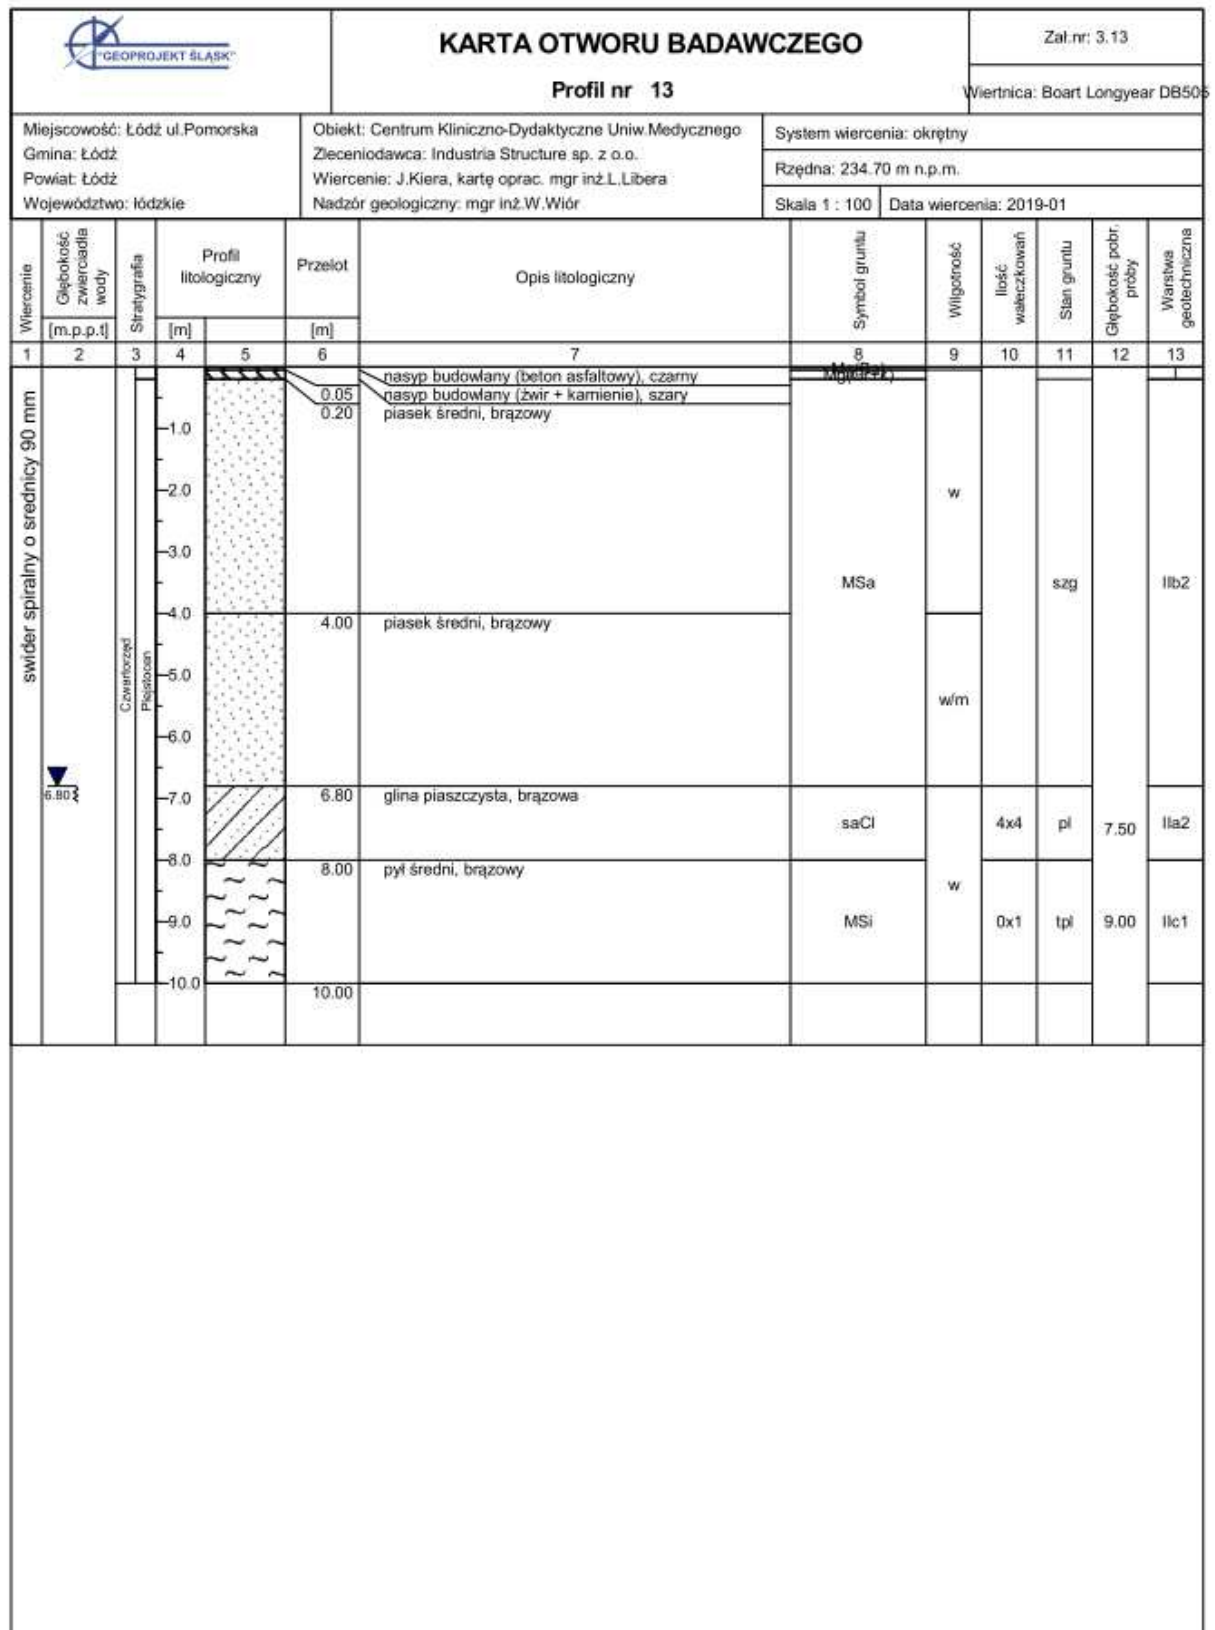 "GEOPROJEKT ŚLĄSK"
KARTA OTWORU BADAWCZEGO
Profil nr 13
Zał.nr: 3.13
Wiertnica: Boart Longyear DB505
Miejscowość: Łódź ul.Pomorska
Gmina: Łódź
Powiat: Łódź
Województwo: łódzkie
Obiekt: Centrum Kliniczno-Dydaktyczne Uniw.Medycznego
Zleceniodawca: Industria Structure sp. z o.o.
Wiercenie: J.Kiera, kartę oprac. mgr inż.L.Libera
Nadzór geologiczny: mgr inż.W.Wiór
System wiercenia: okrętny
Rzędna: 234.70 m n.p.m.
Skala 1 : 100
Data wiercenia: 2019-01
Wiercenie
Głębokość
zwierciadła
wody
[m.p.p.t]
Stratygrafia
Profil
litologiczny
[m]
Przelot
[m]
Opis litologiczny
Symbol gruntu
Wilgotność
Ilość
wałeczkowań
Stan gruntu
Głębokość pobr.
próby
Warstwa
geotechniczna
1 2 3 4 5 6 7 8 9 10 11 12 13
swider spiralny o srednicy 90 mm
nasyp budowlany (beton asfaltowy), czarny
0.05 nasyp budowlany (żwir + kamienie), szary
0.20 piasek średni, brązowy
1.0
2.0
w
3.0
MSa szg IIb2
4.0
4.00 piasek średni, brązowy
Czwartorzęd
Plejstocen
5.0
w/m
6.0
6.80
7.0
6.80 glina piaszczysta, brązowa
saCl 4x4 pl 7.50 IIa2
8.0
8.00 pył średni, brązowy
w
9.0
MSi 0x1 tpl 9.00 IIc1
10.0
10.00